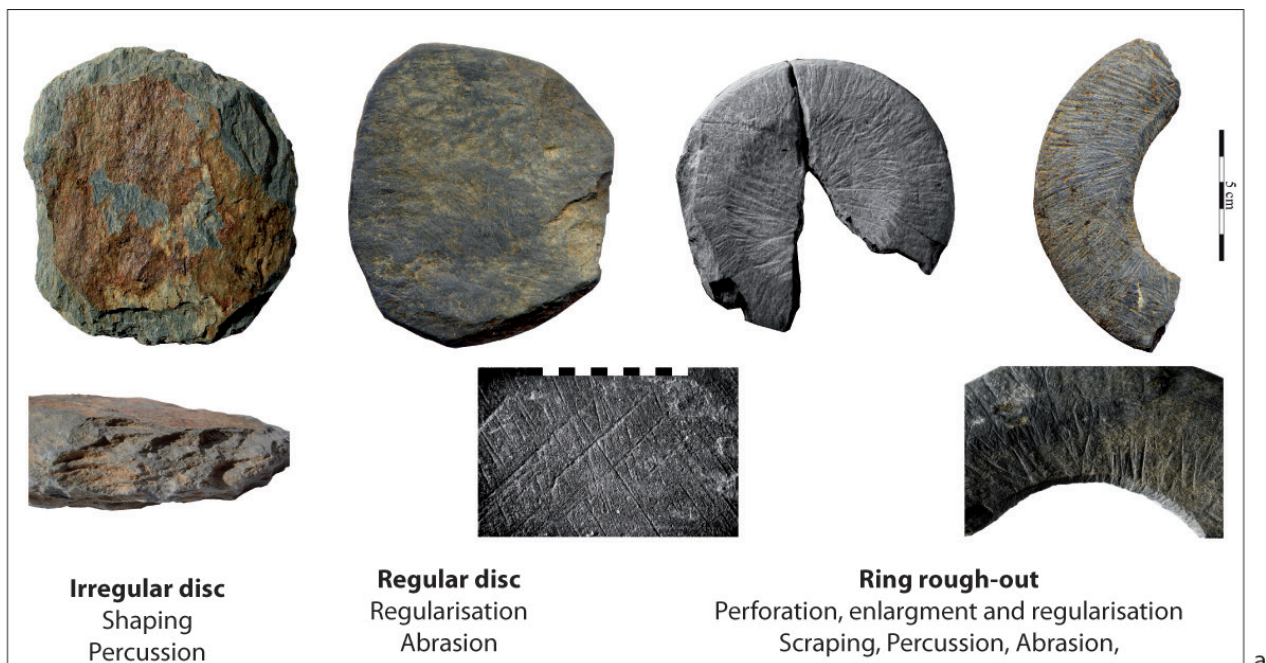 5 cm
Irregular disc
Shaping
Percussion
Regular disc
Regularisation
Abrasion
Ring rough-out
Perforation, enlargment and regularisation
Scraping, Percussion, Abrasion,
a